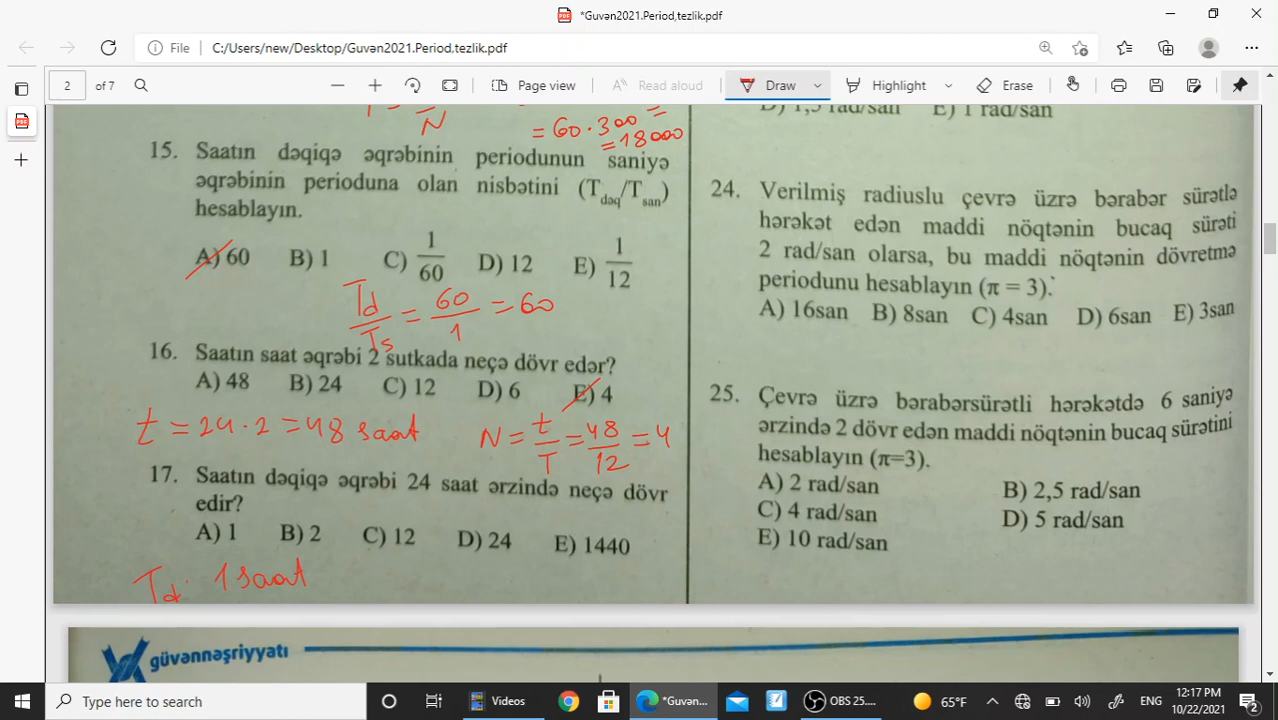 *Guvən2021.Period,tezlik.pdf
File C:/Users/new/Desktop/Guvən2021.Period.tezlik.pdf
2 of 7 Page view Read aloud Draw Highlight Erase
N
= 60 · 300 =
= 18000
15. Saatın dəqiqə əqrəbinin periodunun saniyə
əqrəbinin perioduna olan nisbətini (Tdəq/Tsan)
hesablayın.
A) 60 B) 1 C) 1/60 D) 12 E) 1/12
Td/Ts = 60/1 = 60
16. Saatın saat əqrəbi 2 sutkada neçə dövr edər?
A) 48 B) 24 C) 12 D) 6 E) 4
t = 24 · 2 = 48 saat N = t/T = 48/12 = 4
17. Saatın dəqiqə əqrəbi 24 saat ərzində neçə dövr
edir?
A) 1 B) 2 C) 12 D) 24 E) 1440
Td. 1 saat
D) 1,5 rad/san E) 1 rad/san
24. Verilmiş radiuslu çevrə üzrə bərabər sürətlə
hərəkət edən maddi nöqtənin bucaq sürəti
2 rad/san olarsa, bu maddi nöqtənin dövretmə
periodunu hesablayın (π = 3).
A) 16san B) 8san C) 4san D) 6san E) 3san
25. Çevrə üzrə bərabərsürətli hərəkətdə 6 saniyə
ərzində 2 dövr edən maddi nöqtənin bucaq sürətini
hesablayın (π=3).
A) 2 rad/san B) 2,5 rad/san
C) 4 rad/san D) 5 rad/san
E) 10 rad/san
güvənnəşriyyatı
Type here to search Videos *Guvən... OBS 25.... 65°F ENG 12:17 PM
10/22/2021 2